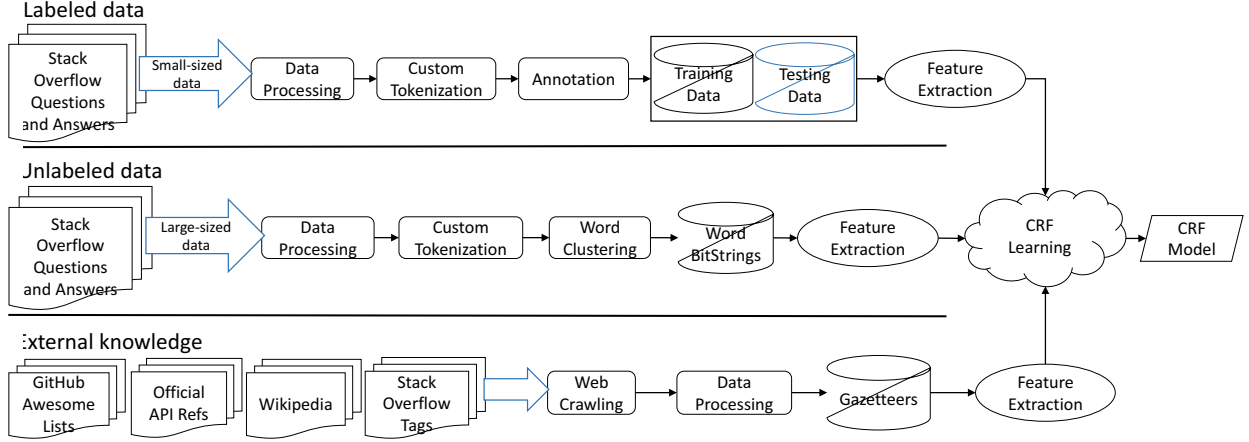 Labeled data
Stack
Overflow
Questions
and Answers
Small-sized
data
Data
Processing
Custom
Tokenization
Annotation
Training
Data
Testing
Data
Feature
Extraction
Unlabeled data
Stack
Overflow
Questions
and Answers
Large-sized
data
Data
Processing
Custom
Tokenization
Word
Clustering
Word
BitStrings
Feature
Extraction
CRF
Learning
CRF
Model
External knowledge
GitHub
Awesome
Lists
Official
API Refs
Wikipedia
Stack
Overflow
Tags
Web
Crawling
Data
Processing
Gazetteers
Feature
Extraction